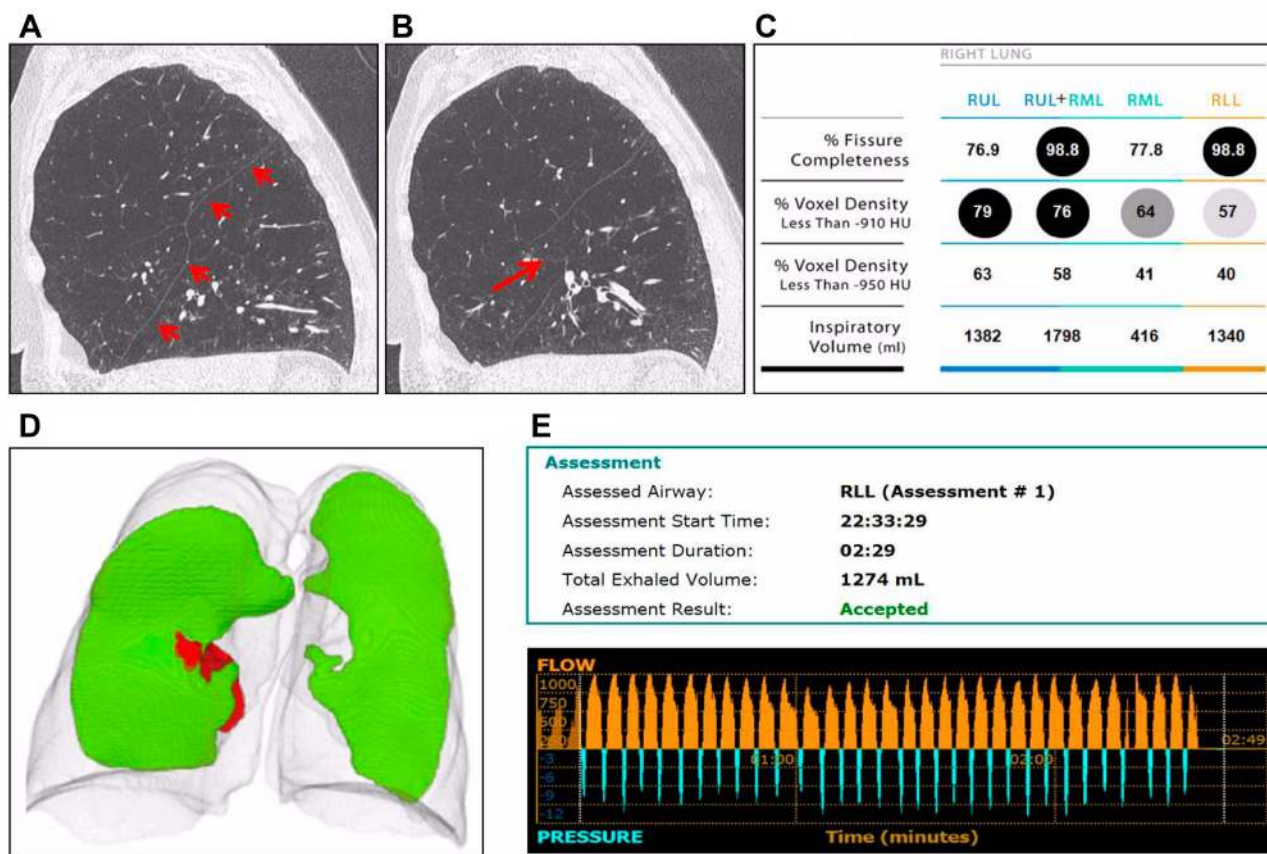 A
B
C
RIGHT LUNG
RUL RUL+RML RML RLL
% Fissure
Completeness
76.9 98.8 77.8 98.8
% Voxel Density
Less Than -910 HU
79 76 64 57
% Voxel Density
Less Than -950 HU
63 58 41 40
Inspiratory
Volume (ml)
1382 1798 416 1340
D
E
Assessment
Assessed Airway: RLL (Assessment # 1)
Assessment Start Time: 22:33:29
Assessment Duration: 02:29
Total Exhaled Volume: 1274 mL
Assessment Result: Accepted
FLOW
1000
750
500
250
01:00 02:00 02:49
-3
-6
-9
-12
PRESSURE Time (minutes)